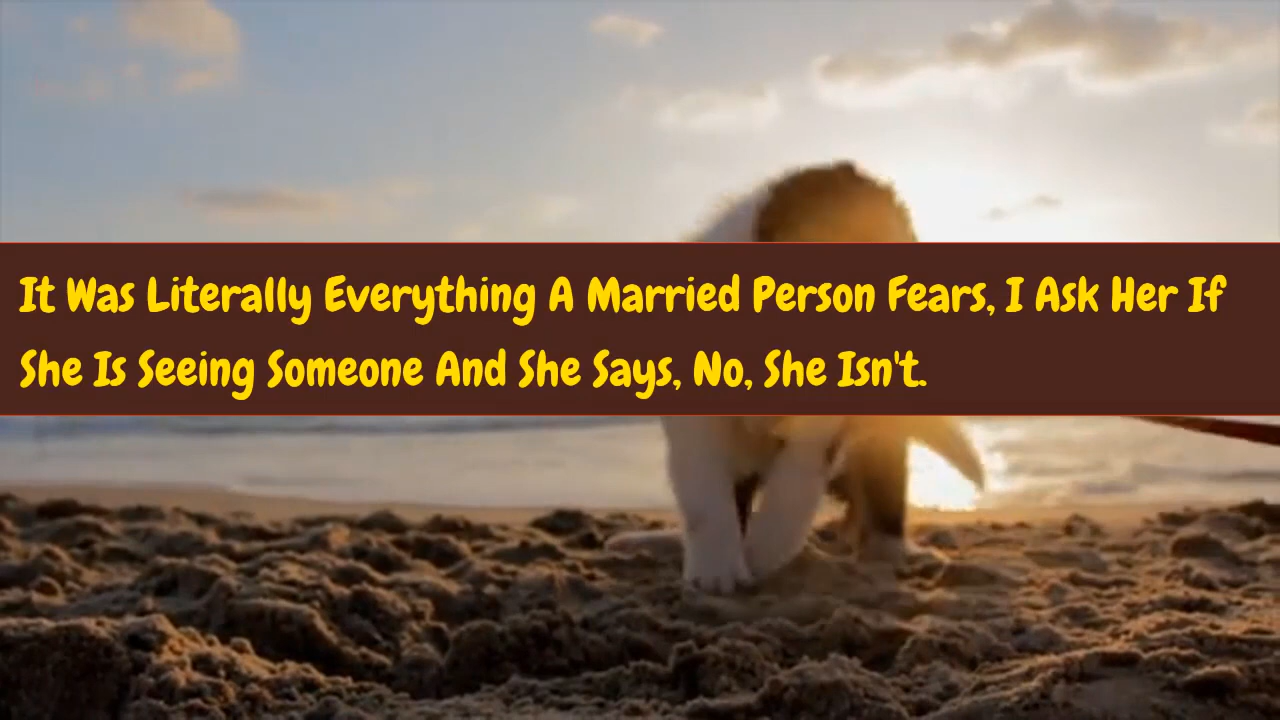 It Was Literally Everything A Married Person Fears, I Ask Her If
She Is Seeing Someone And She Says, No, She Isn't.